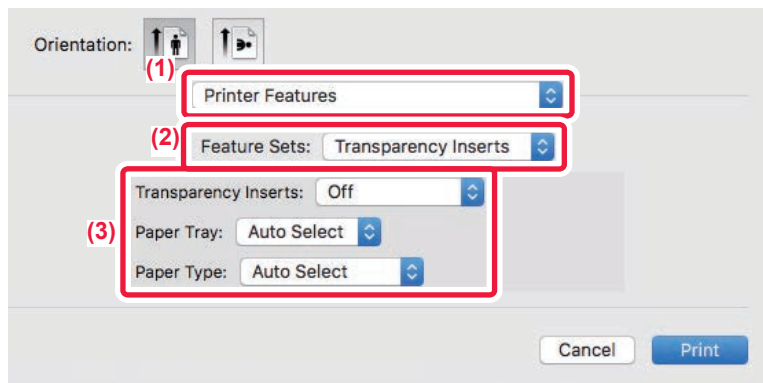 Orientation:
(1)
Printer Features
(2)
Feature Sets: Transparency Inserts
Transparency Inserts: Off
(3)
Paper Tray: Auto Select
Paper Type: Auto Select
Cancel Print